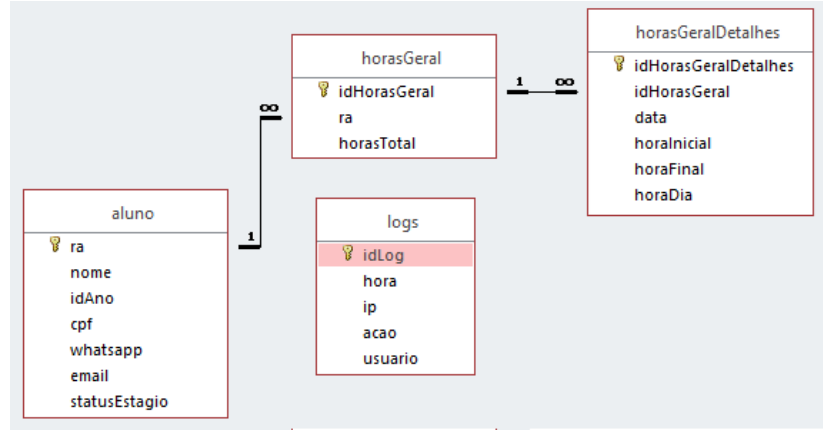 horasGeral
idHorasGeral
ra
horasTotal
1 ∞
horasGeralDetalhes
idHorasGeralDetalhes
idHorasGeral
data
horaInicial
horaFinal
horaDia
∞
1
aluno
ra
nome
idAno
cpf
whatsapp
email
statusEstagio
logs
idLog
hora
ip
acao
usuario